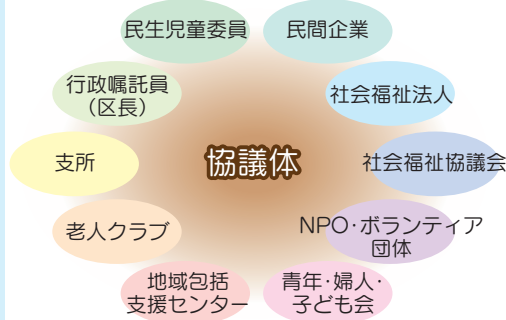 民生児童委員
民間企業
行政嘱託員
（区長）
社会福祉法人
支所
協議体
社会福祉協議会
老人クラブ
NPO・ボランティア
団体
地域包括
支援センター
青年・婦人・
子ども会